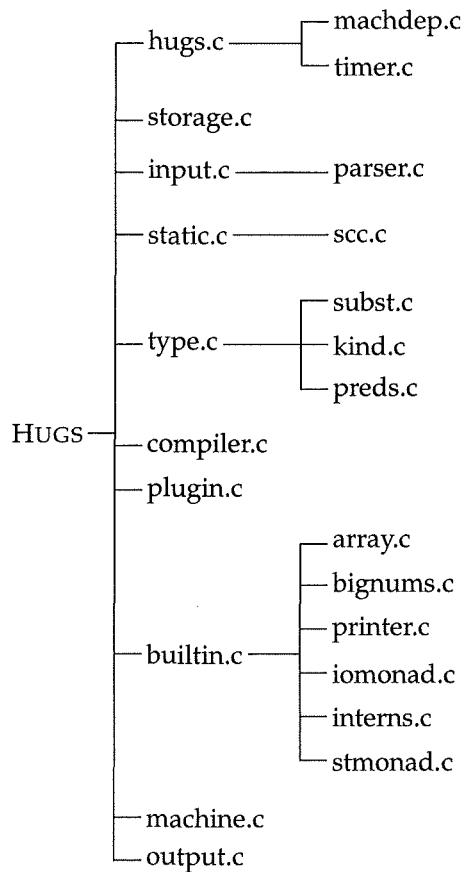 machdep.c
hugs.c
timer.c
storage.c
input.c
parser.c
static.c
scc.c
subst.c
type.c
kind.c
preds.c
HUGS
compiler.c
plugin.c
array.c
bignums.c
printer.c
builtin.c
iomonad.c
interns.c
stmonad.c
machine.c
output.c